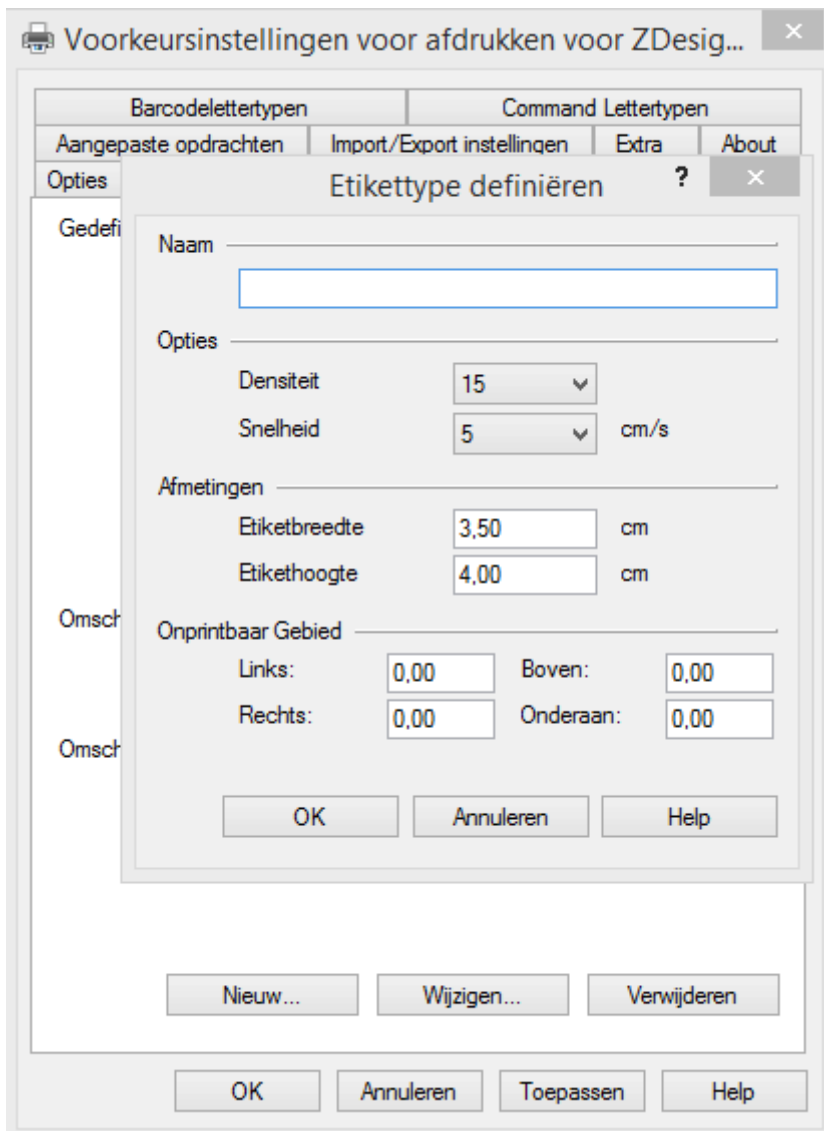 Voorkeursinstellingen voor afdrukken voor ZDesig...
Barcodelettertypen Command Lettertypen
Aangepaste opdrachten Import/Export instellingen Extra About
Opties
Etikettype definiëren ?
Gedefi
Naam
Opties
Densiteit 15
Snelheid 5 cm/s
Afmetingen
Etiketbreedte 3,50 cm
Etikethoogte 4,00 cm
Omsch
Onprintbaar Gebied
Links: 0,00 Boven: 0,00
Rechts: 0,00 Onderaan: 0,00
Omsch
OK Annuleren Help
Nieuw... Wijzigen... Verwijderen
OK Annuleren Toepassen Help